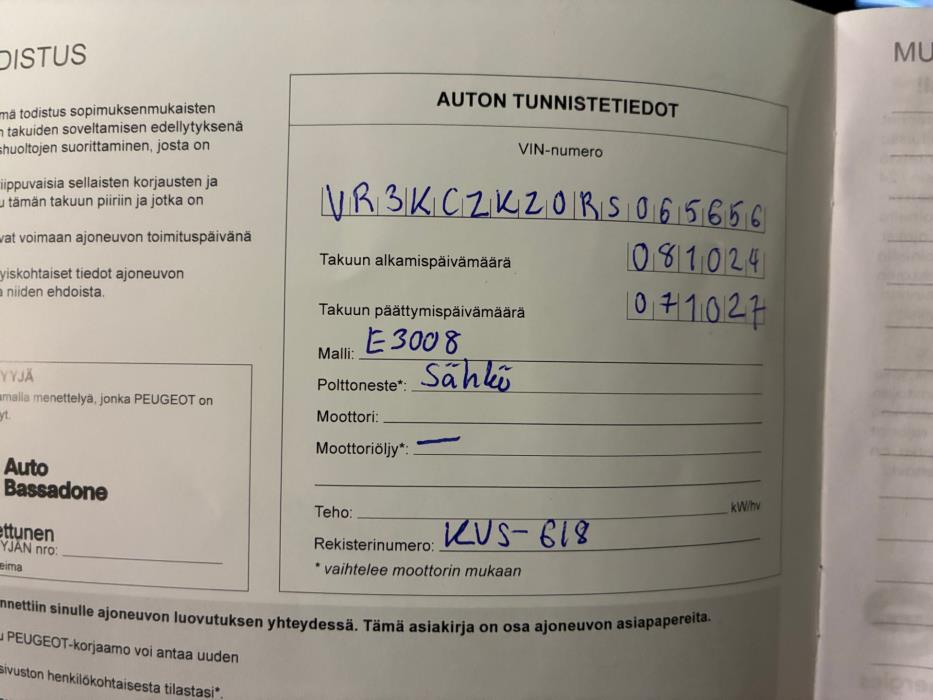 DISTUS
mä todistus sopimuksenmukaisten
n takuiden soveltamisen edellytyksenä
shuoltojen suorittaminen, josta on
iippuvaisia sellaisten korjausten ja
u tämän takuun piiriin ja jotka on
vat voimaan ajoneuvon toimituspäivänä
yiskohtaiset tiedot ajoneuvon
a niiden ehdoista.
YYJÄ
amalla menettelyä, jonka PEUGEOT on
yt.
Auto
Bassadone
ettunen
YJÄN nro:
eima
AUTON TUNNISTETIEDOT
VIN-numero
VR3KCZKZ0RS065656
Takuun alkamispäivämäärä 081024
Takuun päättymispäivämäärä 071027
Malli: E3008
Polttoneste*: Sähkö
Moottori:
Moottoriöljy*: —
Teho: kW/hv
Rekisterinumero: KVS-618
* vaihtelee moottorin mukaan
nnettiin sinulle ajoneuvon luovutuksen yhteydessä. Tämä asiakirja on osa ajoneuvon asiapapereita.
u PEUGEOT-korjaamo voi antaa uuden
sivuston henkilökohtaisesta tilastasi*.
MU